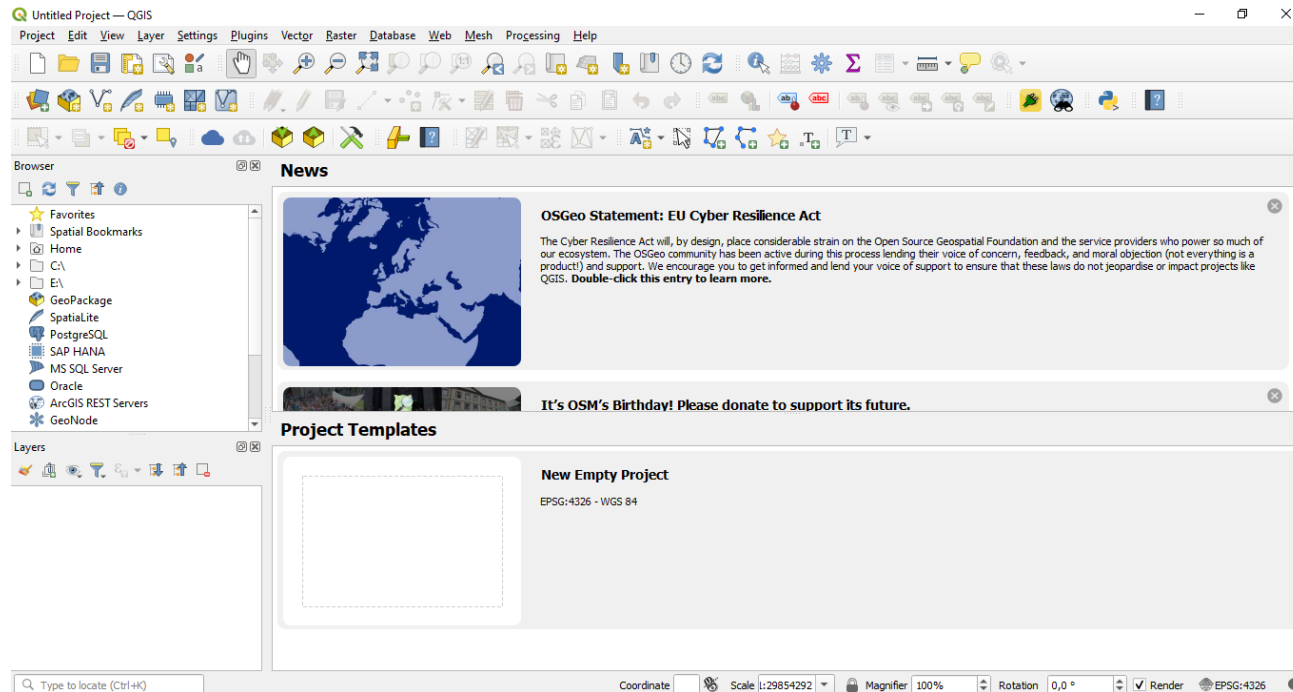 Untitled Project — QGIS
Project Edit View Layer Settings Plugins Vector Raster Database Web Mesh Processing Help
Browser
Favorites
Spatial Bookmarks
Home
C:\
E:\
GeoPackage
SpatiaLite
PostgreSQL
SAP HANA
MS SQL Server
Oracle
ArcGIS REST Servers
GeoNode
Layers
News
OSGeo Statement: EU Cyber Resilience Act
The Cyber Resilience Act will, by design, place considerable strain on the Open Source Geospatial Foundation and the service providers who power so much of
our ecosystem. The OSGeo community has been active during this process lending their voice of concern, feedback, and moral objection (not everything is a
product!) and support. We encourage you to get informed and lend your voice of support to ensure that these laws do not jeopardise or impact projects like
QGIS. Double-click this entry to learn more.
It's OSM's Birthday! Please donate to support its future.
Project Templates
New Empty Project
EPSG:4326 - WGS 84
Type to locate (Ctrl+K) Coordinate Scale 1:29854292 Magnifier 100% Rotation 0,0 ° Render EPSG:4326